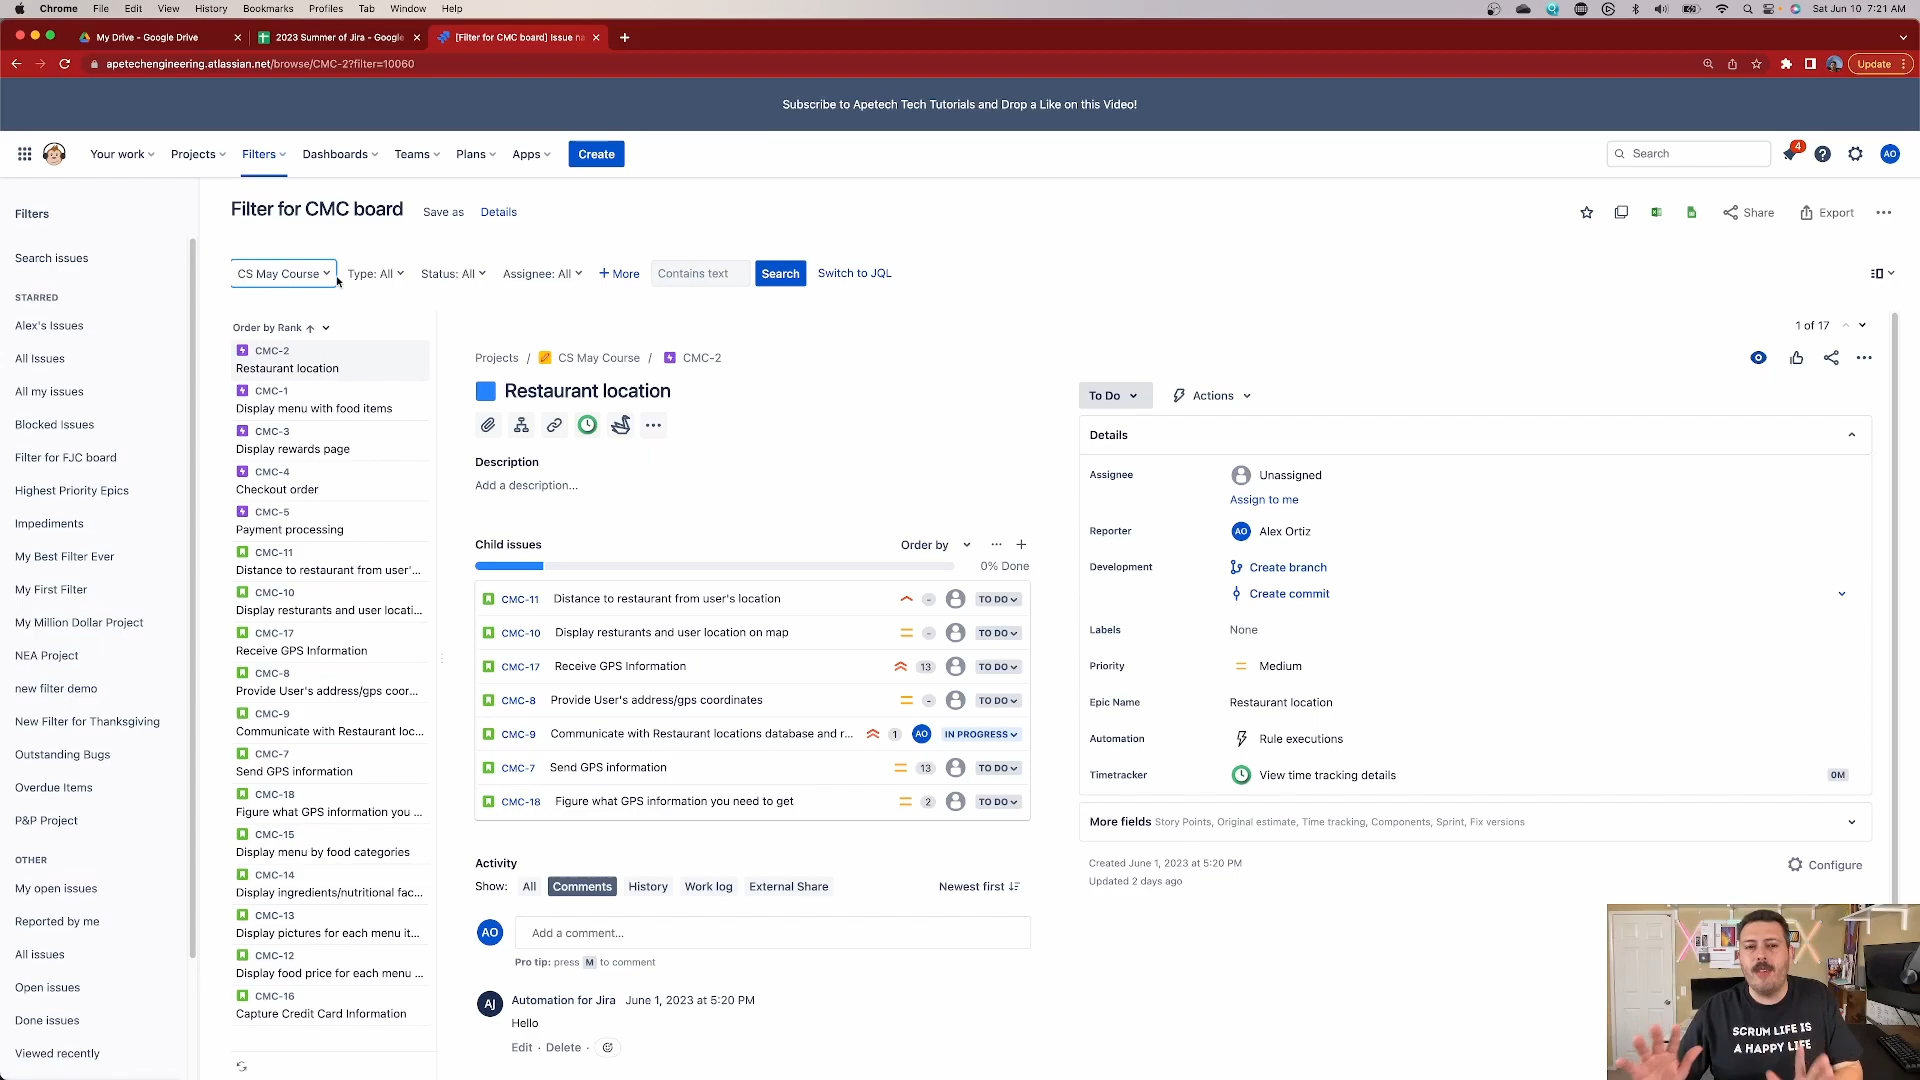 Chrome File Edit View History Bookmarks Profiles Tab Window Help Sat Jun 10 7:21 AM
My Drive - Google Drive
2023 Summer of Jira - Google
[Filter for CMC board] Issue na
apetechengineering.atlassian.net/browse/CMC-2?filter=10060
Update
Subscribe to Apetech Tech Tutorials and Drop a Like on this Video!
Your work Projects Filters Dashboards Teams Plans Apps Create
Search
4
AO
Filters
Search issues
STARRED
Alex's Issues
All Issues
All my issues
Blocked Issues
Filter for FJC board
Highest Priority Epics
Impediments
My Best Filter Ever
My First Filter
My Million Dollar Project
NEA Project
new filter demo
New Filter for Thanksgiving
Outstanding Bugs
Overdue Items
P&P Project
OTHER
My open issues
Reported by me
All issues
Open issues
Done issues
Viewed recently
Filter for CMC board
Save as
Details
Share
Export
CS May Course
Type: All
Status: All
Assignee: All
+ More
Contains text
Search
Switch to JQL
Order by Rank
CMC-2
Restaurant location
CMC-1
Display menu with food items
CMC-3
Display rewards page
CMC-4
Checkout order
CMC-5
Payment processing
CMC-11
Distance to restaurant from user'...
CMC-10
Display resturants and user locati...
CMC-17
Receive GPS Information
CMC-8
Provide User's address/gps coor...
CMC-9
Communicate with Restaurant loc...
CMC-7
Send GPS information
CMC-18
Figure what GPS information you ...
CMC-15
Display menu by food categories
CMC-14
Display ingredients/nutritional fac...
CMC-13
Display pictures for each menu it...
CMC-12
Display food price for each menu ...
CMC-16
Capture Credit Card Information
1 of 17
Projects / CS May Course / CMC-2
Restaurant location
Description
Add a description...
Child issues
Order by
0% Done
CMC-11 Distance to restaurant from user's location - TO DO
CMC-10 Display resturants and user location on map - TO DO
CMC-17 Receive GPS Information 13 TO DO
CMC-8 Provide User's address/gps coordinates - TO DO
CMC-9 Communicate with Restaurant locations database and r... 1 AO IN PROGRESS
CMC-7 Send GPS information 13 TO DO
CMC-18 Figure what GPS information you need to get 2 TO DO
Activity
Show: All Comments History Work log External Share Newest first
AO
Add a comment...
Pro tip: press M to comment
AJ
Automation for Jira June 1, 2023 at 5:20 PM
Hello
Edit · Delete ·
To Do
Actions
Details
Assignee
Unassigned
Assign to me
Reporter
AO Alex Ortiz
Development
Create branch
Create commit
Labels
None
Priority
Medium
Epic Name
Restaurant location
Automation
Rule executions
Timetracker
View time tracking details
0M
More fields Story Points, Original estimate, Time tracking, Components, Sprint, Fix versions
Created June 1, 2023 at 5:20 PM
Updated 2 days ago
Configure
SCRUM LIFE IS
A HAPPY LIFE